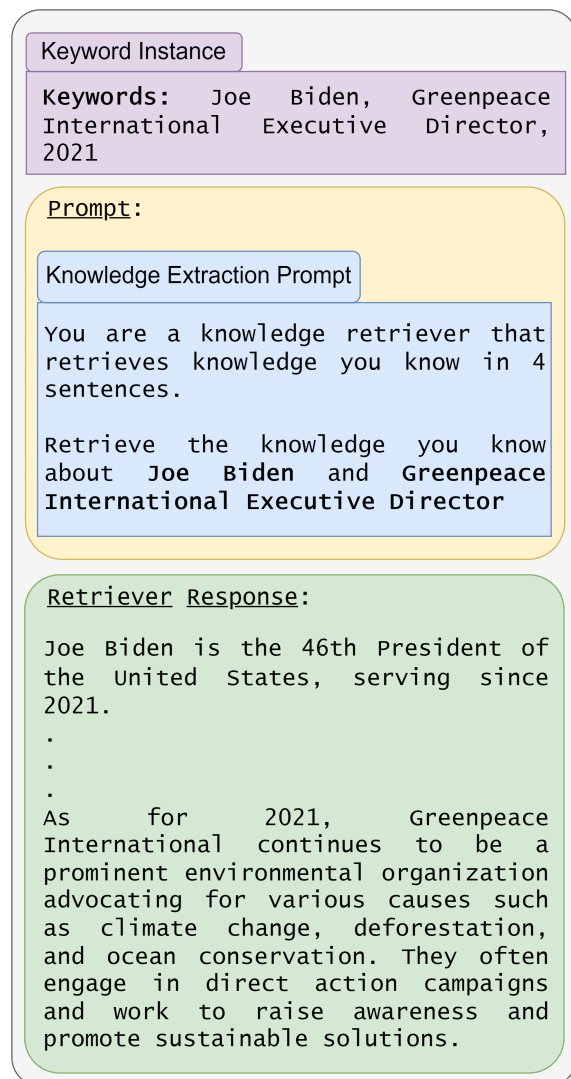 Keyword Instance
Keywords: Joe Biden, Greenpeace
International Executive Director,
2021
Prompt:
Knowledge Extraction Prompt
You are a knowledge retriever that
retrieves knowledge you know in 4
sentences.
Retrieve the knowledge you know
about Joe Biden and Greenpeace
International Executive Director
Retriever Response:
Joe Biden is the 46th President of
the United States, serving since
2021.
.
.
.
As for 2021, Greenpeace
International continues to be a
prominent environmental organization
advocating for various causes such
as climate change, deforestation,
and ocean conservation. They often
engage in direct action campaigns
and work to raise awareness and
promote sustainable solutions.